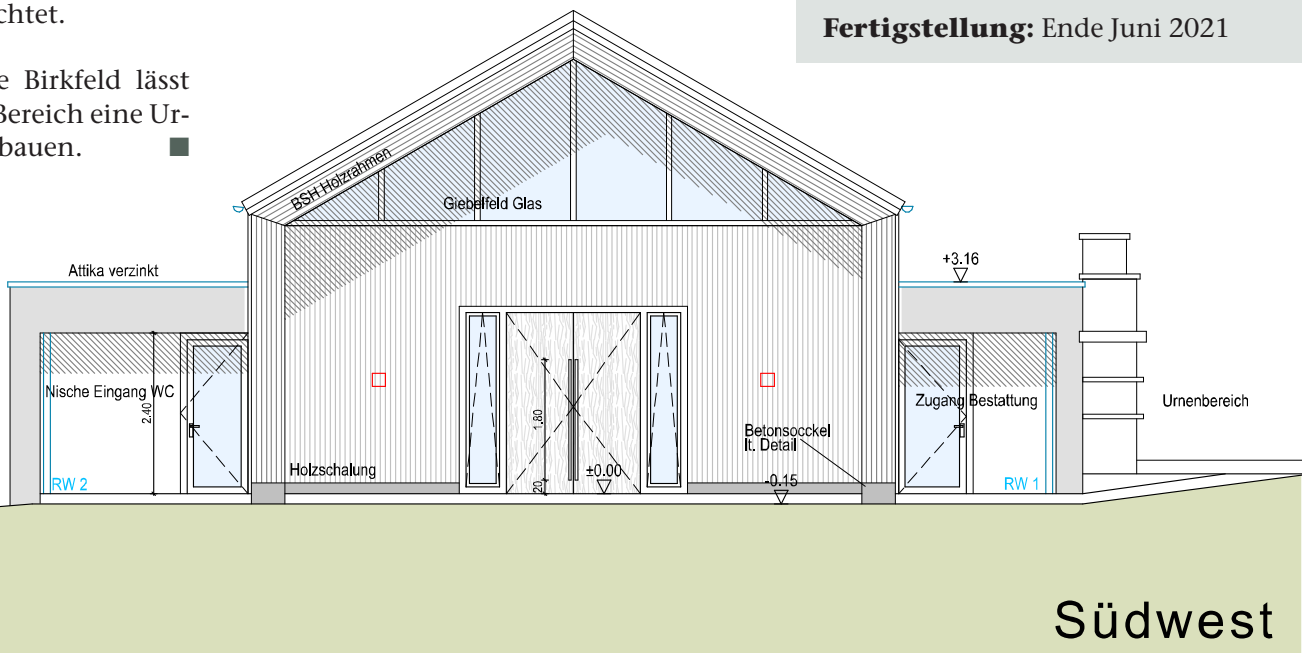 chtet.
e Birkfeld lässt
Bereich eine Ur-
bauen. ■
Fertigstellung: Ende Juni 2021
BSH Holzrahmen
Giebelfeld Glas
Attika verzinkt
+3.16
Nische Eingang WC
2.40
1.80
Zugang Bestattung
Urnenbereich
Betonsocckel
lt. Detail
Holzschalung
±0.00
20
-0.15
RW 2
RW 1
Südwest